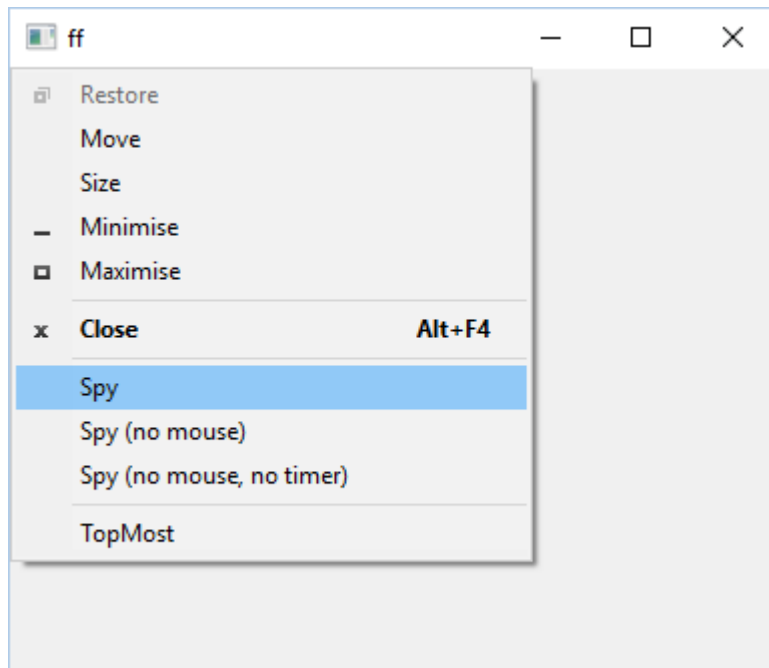 ff
Restore
Move
Size
Minimise
Maximise
Close Alt+F4
Spy
Spy (no mouse)
Spy (no mouse, no timer)
TopMost